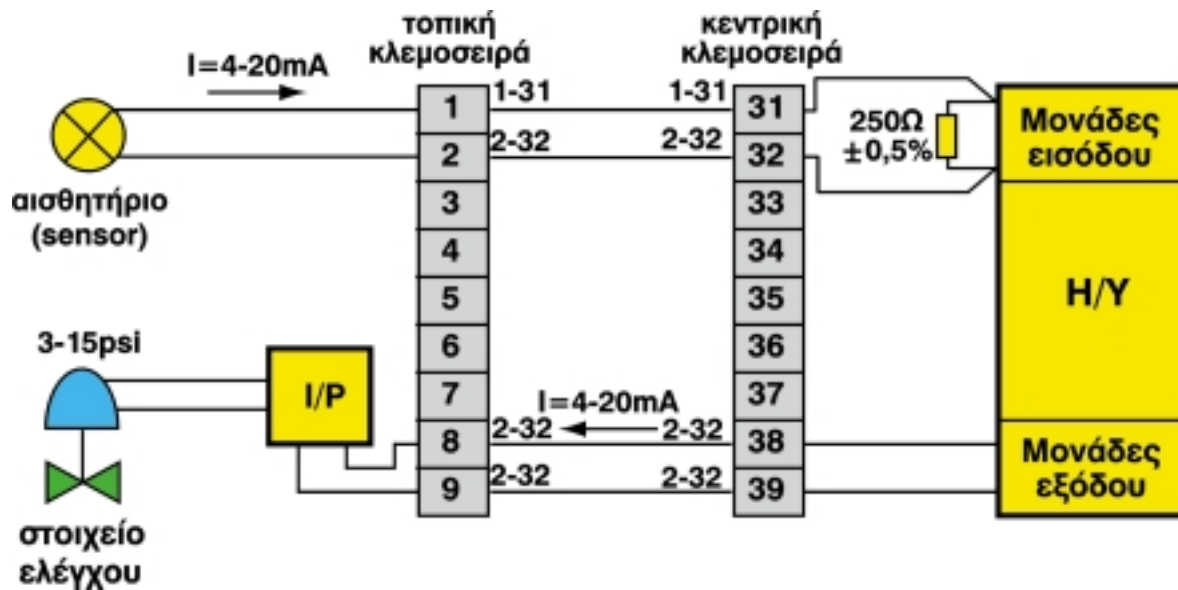 τοπική
κλεμοσειρά
κεντρική
κλεμοσειρά
I=4-20mA
1 1-31 1-31 31
2 2-32 2-32 32
3 33
4 34
5 35
6 36
7 37
I=4-20mA
8 2-32 2-32 38
9 2-32 2-32 39
250Ω
±0,5%
Μονάδες
εισόδου
Η/Υ
Μονάδες
εξόδου
αισθητήριο
(sensor)
3-15psi
I/P
στοιχείο
ελέγχου